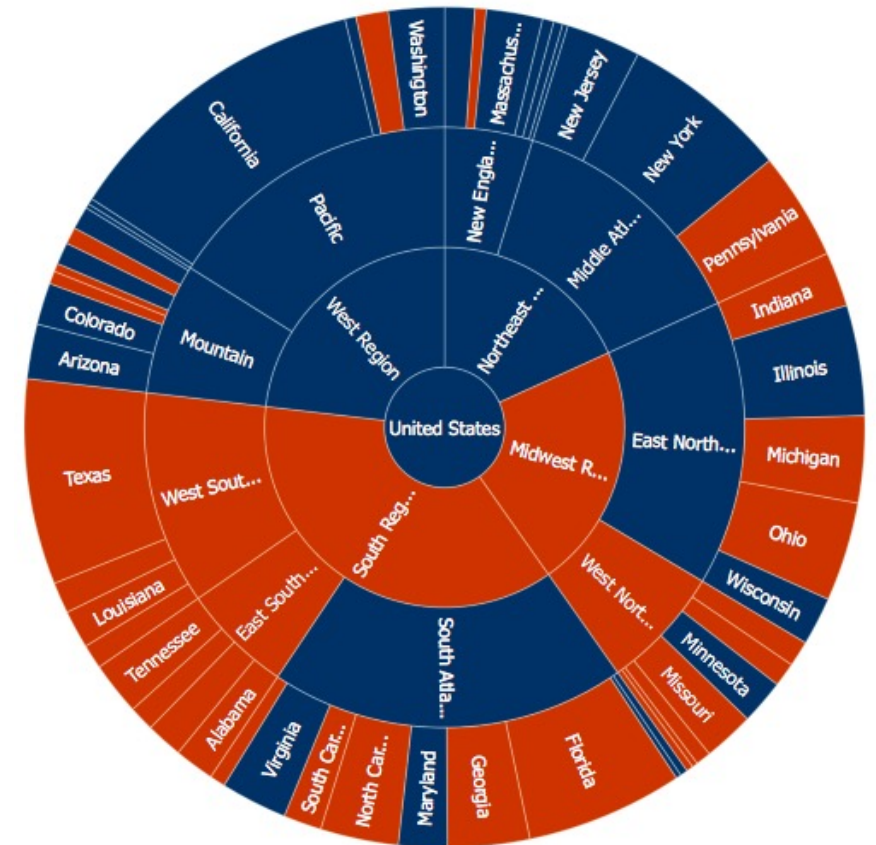 United States
Northeast ...
Midwest R...
South Reg...
West Region
New Engla...
Middle Atl...
East North...
West Nort...
South Atla...
East South...
West Sout...
Mountain
Pacific
Massachus...
New Jersey
New York
Pennsylvania
Indiana
Illinois
Michigan
Ohio
Wisconsin
Minnesota
Missouri
Florida
Georgia
Maryland
North Car...
South Car...
Virginia
Alabama
Tennessee
Louisiana
Texas
Arizona
Colorado
California
Washington